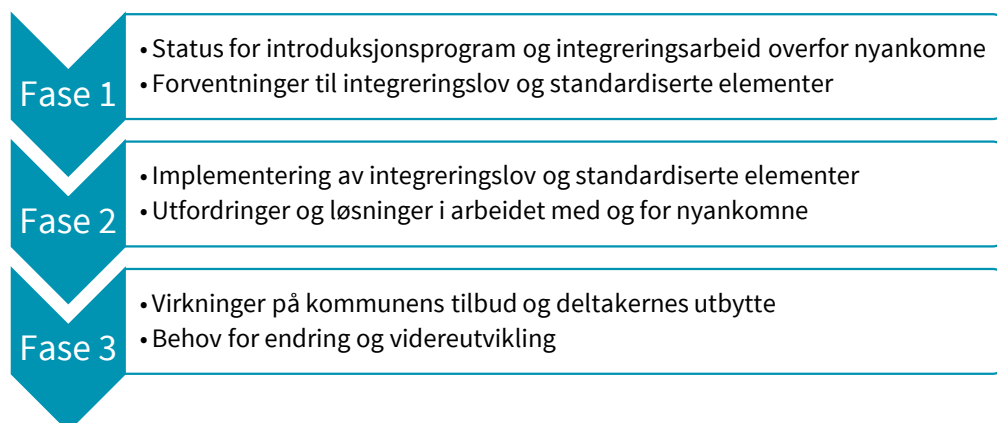 Fase 1
• Status for introduksjonsprogram og integreringsarbeid overfor nyankomne
• Forventninger til integreringslov og standardiserte elementer
Fase 2
• Implementering av integreringslov og standardiserte elementer
• Utfordringer og løsninger i arbeidet med og for nyankomne
Fase 3
• Virkninger på kommunens tilbud og deltakernes utbytte
• Behov for endring og videreutvikling